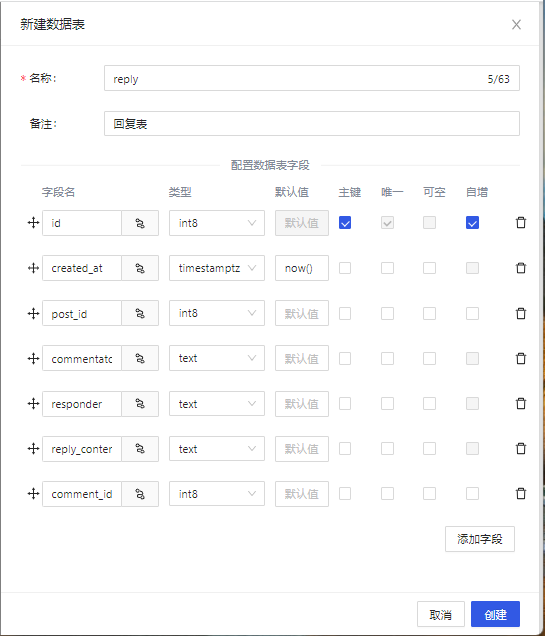 新建数据表
* 名称：
reply 5/63
备注：
回复表
配置数据表字段
字段名 类型 默认值 主键 唯一 可空 自增
id int8 默认值
created_at timestamptz now()
post_id int8 默认值
commentatc text 默认值
responder text 默认值
reply_conter text 默认值
comment_id int8 默认值
添加字段
取消 创建